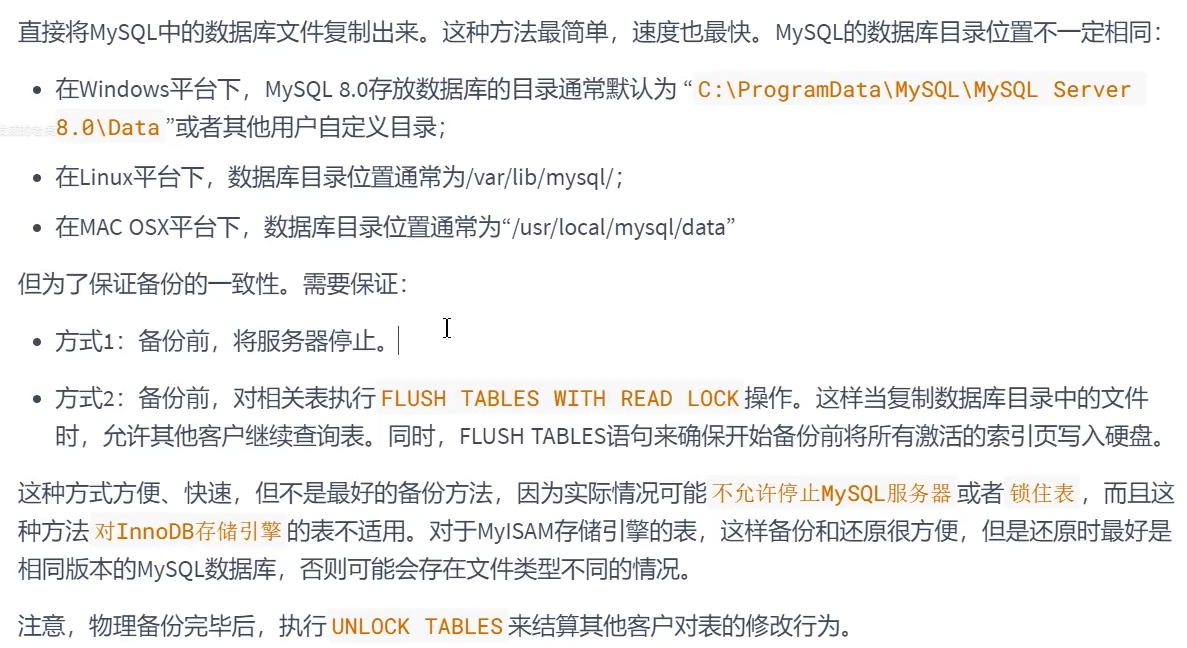 直接将MySQL中的数据库文件复制出来。这种方法最简单，速度也最快。MySQL的数据库目录位置不一定相同：
在Windows平台下，MySQL 8.0存放数据库的目录通常默认为 “C:\ProgramData\MySQL\MySQL Server
8.0\Data”或者其他用户自定义目录；
在Linux平台下，数据库目录位置通常为/var/lib/mysql/；
在MAC OSX平台下，数据库目录位置通常为“/usr/local/mysql/data”
但为了保证备份的一致性。需要保证：
方式1：备份前，将服务器停止。
方式2：备份前，对相关表执行 FLUSH TABLES WITH READ LOCK 操作。这样当复制数据库目录中的文件
时，允许其他客户继续查询表。同时，FLUSH TABLES语句来确保开始备份前将所有激活的索引页写入硬盘。
这种方式方便、快速，但不是最好的备份方法，因为实际情况可能 不允许停止MySQL服务器 或者 锁住表 ，而且这
种方法 对InnoDB存储引擎 的表不适用。对于MyISAM存储引擎的表，这样备份和还原很方便，但是还原时最好是
相同版本的MySQL数据库，否则可能会存在文件类型不同的情况。
注意，物理备份完毕后，执行 UNLOCK TABLES 来结算其他客户对表的修改行为。